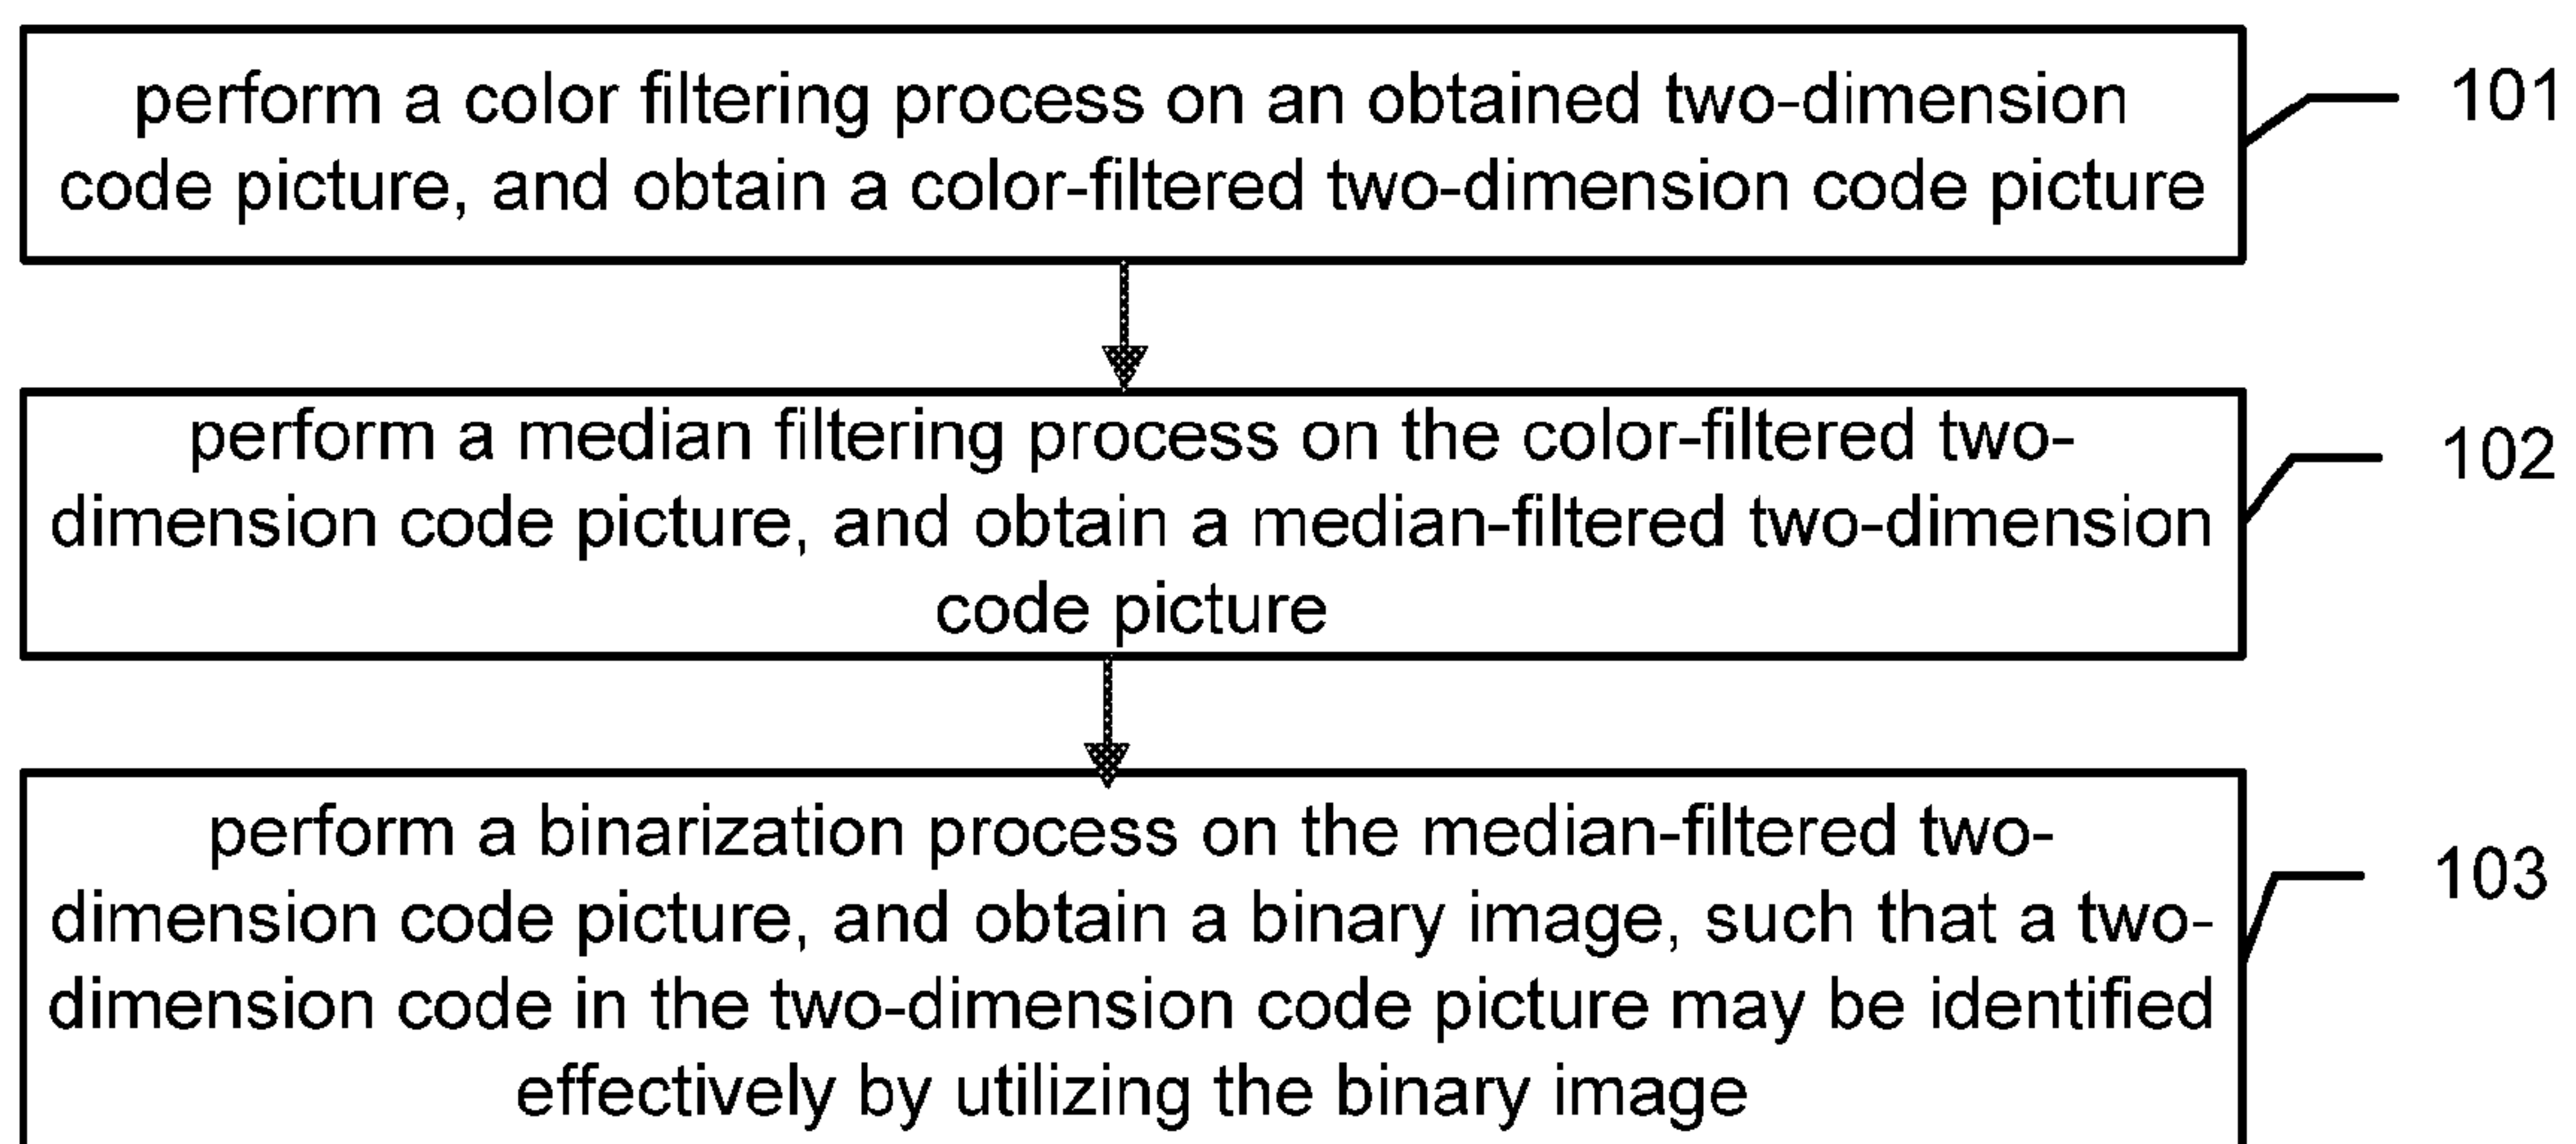 perform a color filtering process on an obtained two-dimension
code picture, and obtain a color-filtered two-dimension code picture
101
perform a median filtering process on the color-filtered two-
dimension code picture, and obtain a median-filtered two-dimension
code picture
102
perform a binarization process on the median-filtered two-
dimension code picture, and obtain a binary image, such that a two-
dimension code in the two-dimension code picture may be identified
effectively by utilizing the binary image
103